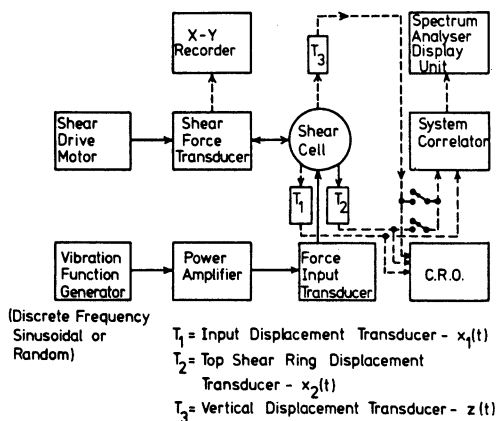 X-Y
Recorder
T3
Spectrum
Analyser
Display
Unit
Shear
Drive
Motor
Shear
Force
Transducer
Shear
Cell
System
Correlator
T1
T2
Vibration
Function
Generator
Power
Amplifier
Force
Input
Transducer
C.R.O.
(Discrete Frequency
Sinusoidal or
Random)
T1 = Input Displacement Transducer - x1(t)
T2 = Top Shear Ring Displacement
Transducer - x2(t)
T3 = Vertical Displacement Transducer - z(t)